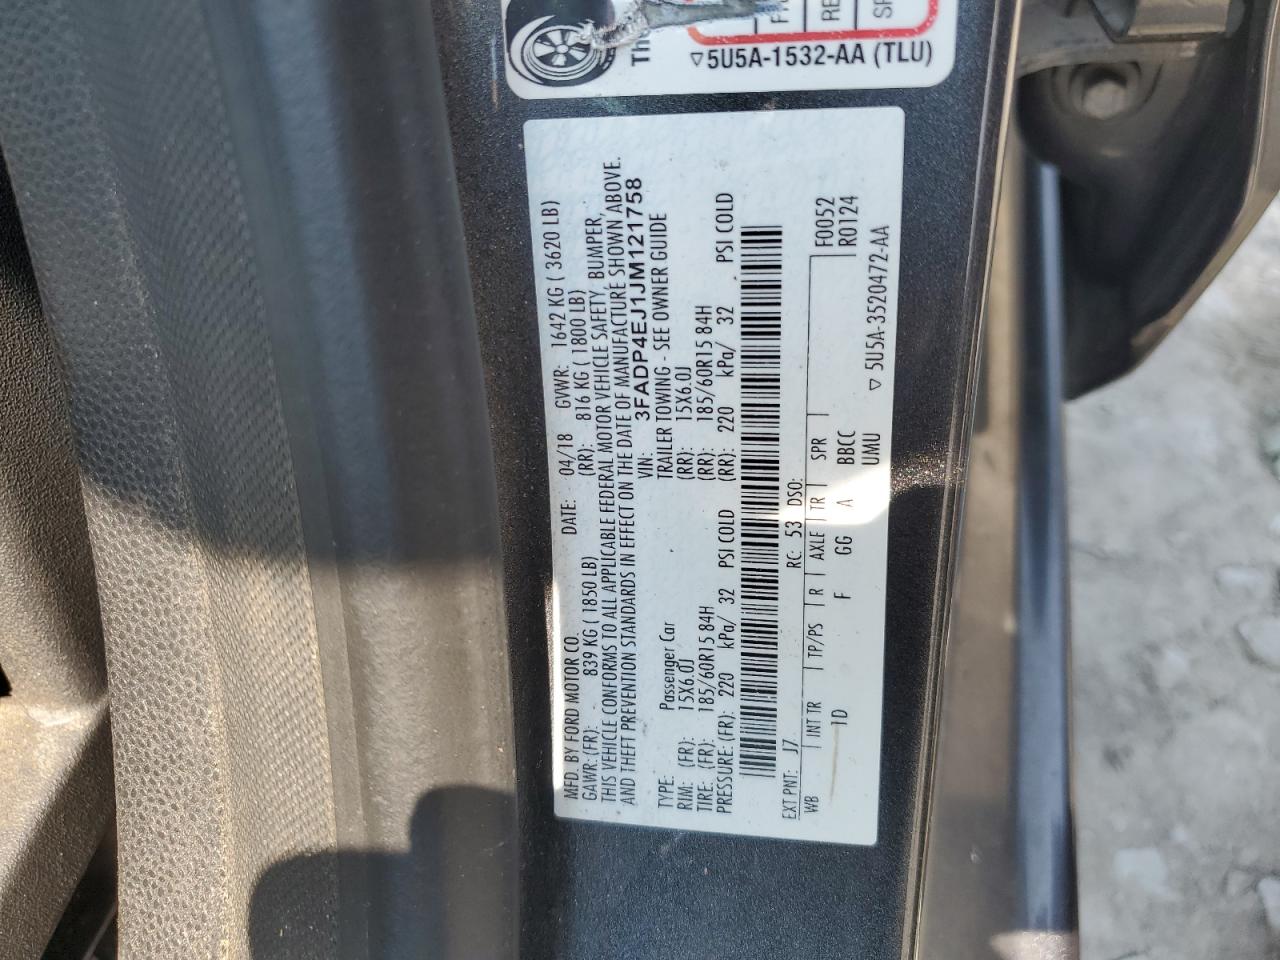 Th
FR
RE
SP
▽5U5A-1532-AA (TLU)
MFD. BY FORD MOTOR CO. DATE: 04/18 GVWR: 1642 KG ( 3620 LB)
GAWR: (FR): 839 KG ( 1850 LB) (RR): 816 KG ( 1800 LB)
THIS VEHICLE CONFORMS TO ALL APPLICABLE FEDERAL MOTOR VEHICLE SAFETY, BUMPER,
AND THEFT PREVENTION STANDARDS IN EFFECT ON THE DATE OF MANUFACTURE SHOWN ABOVE.
VIN: 3FADP4EJ1JM121758
TYPE: Passenger Car TRAILER TOWING - SEE OWNER GUIDE
RIM: (FR): 15X6.0J (RR): 15X6.0J
TIRE: (FR): 185/60R15 84H (RR): 185/60R15 84H
PRESSURE: (FR): 220 kPa/ 32 PSI COLD (RR): 220 kPa/ 32 PSI COLD
EXT PNT: J7 RC: 53 DSO: F0052
WB INT TR TP/PS R AXLE TR SPR R0124
1D F GG A BBCC
UMU ▽5U5A-3520472-AA